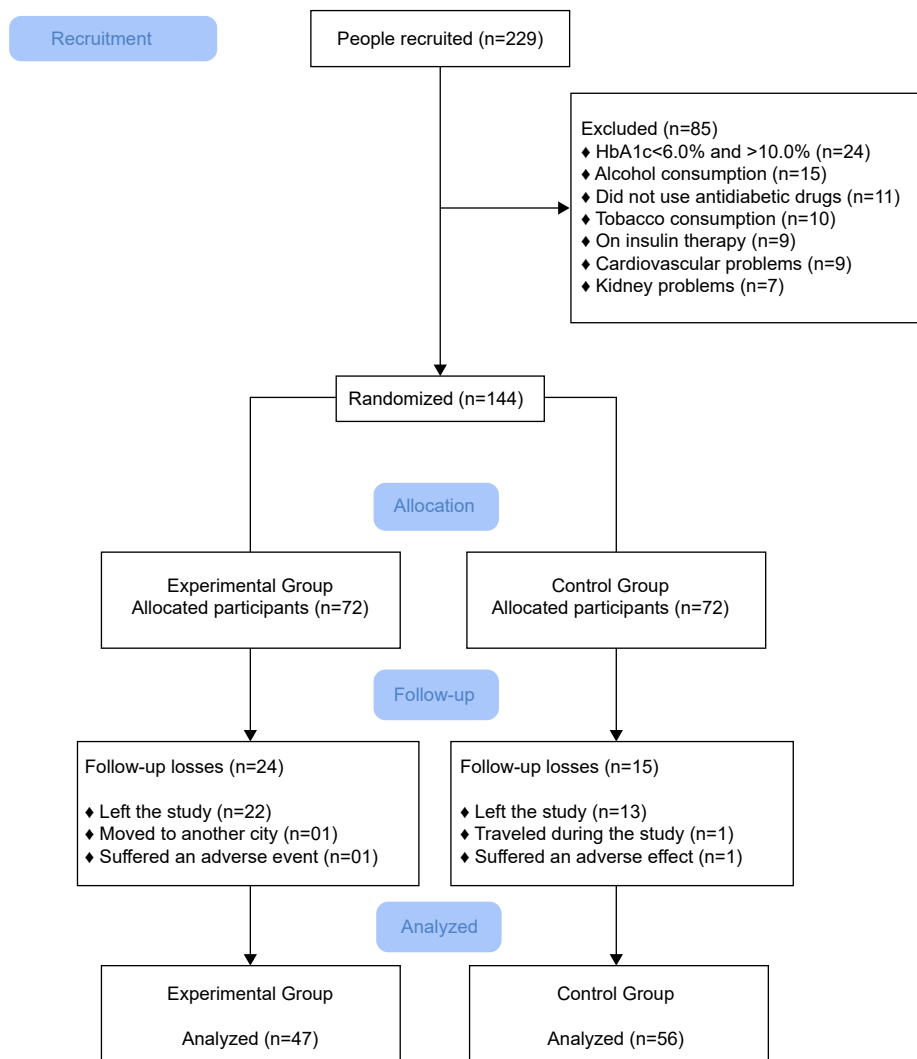 Recruitment
People recruited (n=229)
Excluded (n=85)
♦ HbA1c<6.0% and >10.0% (n=24)
♦ Alcohol consumption (n=15)
♦ Did not use antidiabetic drugs (n=11)
♦ Tobacco consumption (n=10)
♦ On insulin therapy (n=9)
♦ Cardiovascular problems (n=9)
♦ Kidney problems (n=7)
Randomized (n=144)
Allocation
Experimental Group
Allocated participants (n=72)
Control Group
Allocated participants (n=72)
Follow-up
Follow-up losses (n=24)
♦ Left the study (n=22)
♦ Moved to another city (n=01)
♦ Suffered an adverse event (n=01)
Follow-up losses (n=15)
♦ Left the study (n=13)
♦ Traveled during the study (n=1)
♦ Suffered an adverse effect (n=1)
Analyzed
Experimental Group
Analyzed (n=47)
Control Group
Analyzed (n=56)